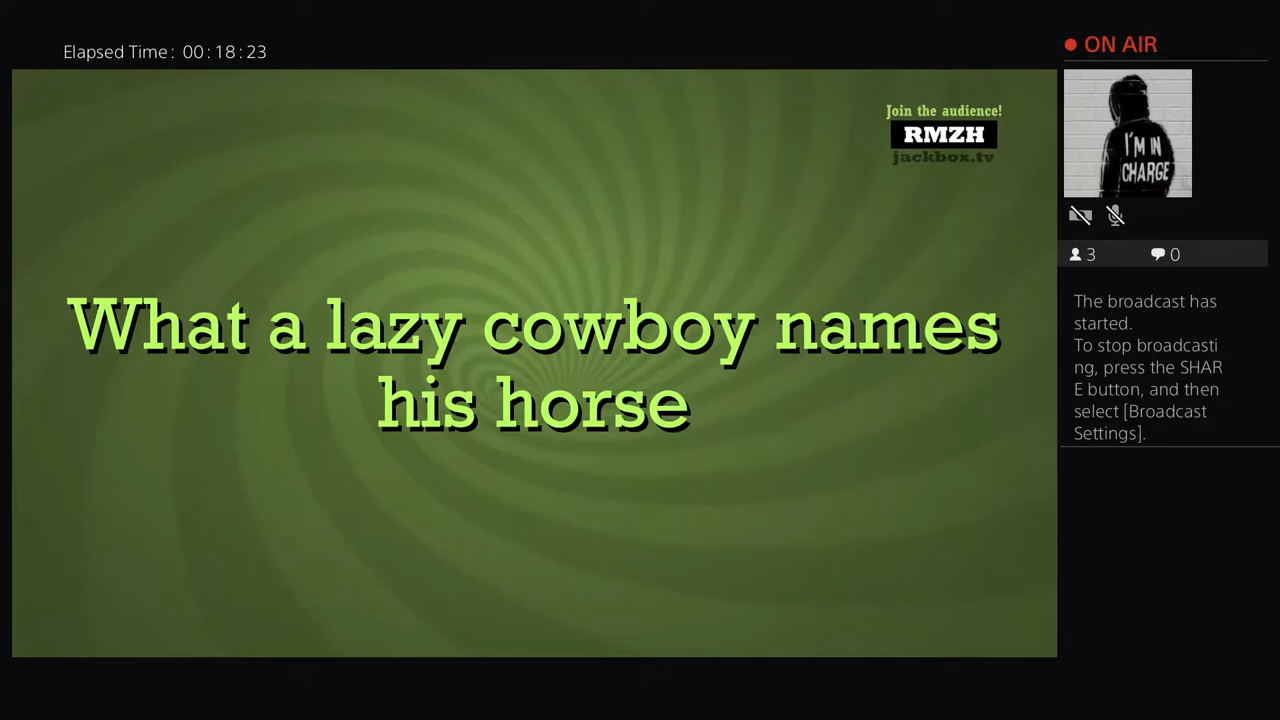 Elapsed Time: 00:18:23
ON AIR
Join the audience!
RMZH
jackbox.tv
I'M IN
CHARGE
3
0
What a lazy cowboy names
his horse
The broadcast has
started.
To stop broadcasti
ng, press the SHAR
E button, and then
select [Broadcast
Settings].